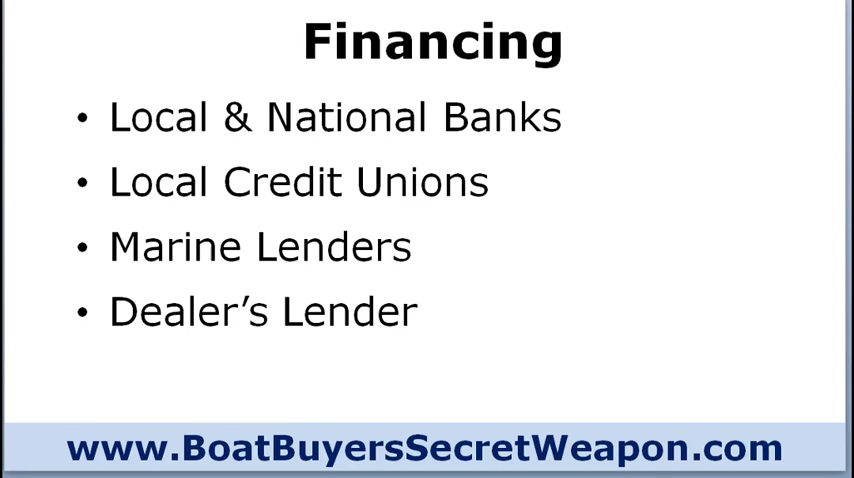 Financing
• Local & National Banks
• Local Credit Unions
• Marine Lenders
• Dealer’s Lender
www.BoatBuyersSecretWeapon.com